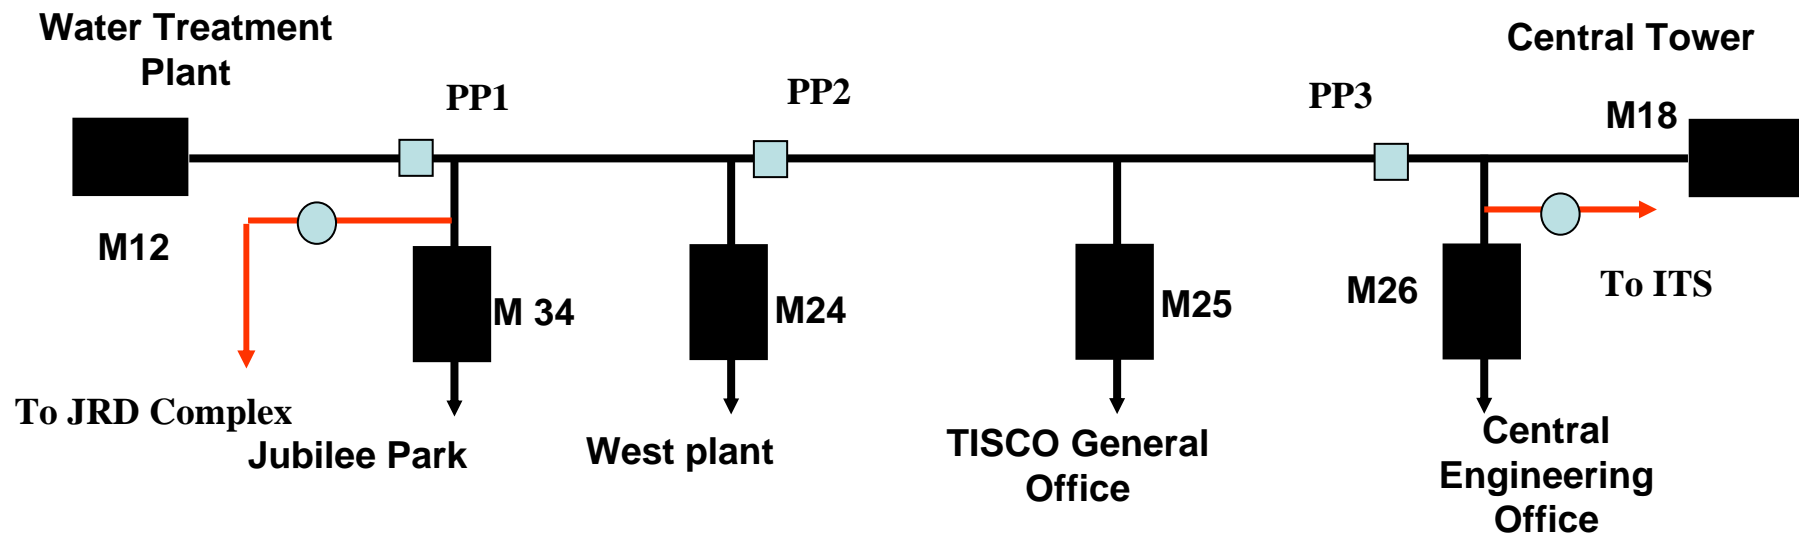 Water Treatment
Plant
Central Tower
PP1
PP2
PP3
M18
M12
M 34
M24
M25
M26
To ITS
To JRD Complex
Jubilee Park
West plant
TISCO General
Office
Central
Engineering
Office